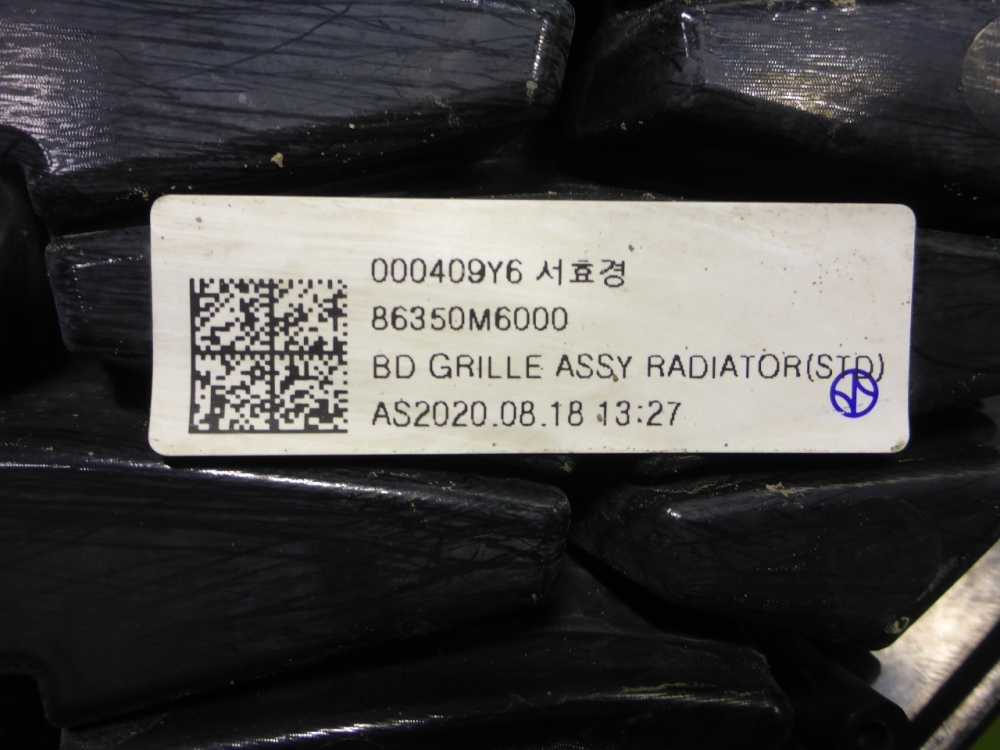 000409Y6 서효경
86350M6000
BD GRILLE ASSY RADIATOR(STD)
AS2020.08.18 13:27